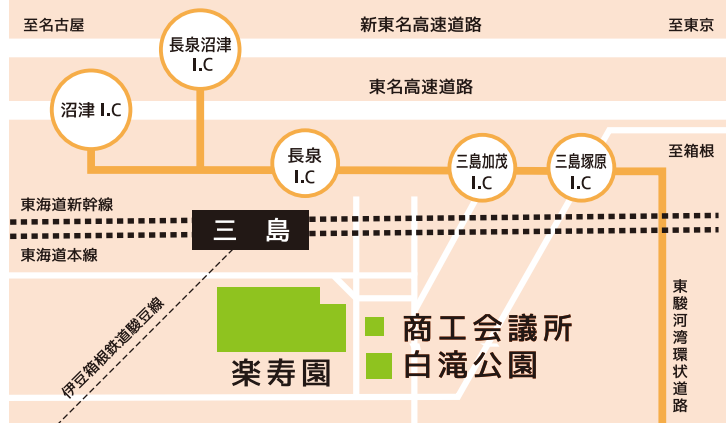 至名古屋
新東名高速道路
至東京
長泉沼津
I.C
東名高速道路
沼津 I.C
長泉
I.C
三島加茂
I.C
三島塚原
I.C
至箱根
東海道新幹線
三 島
東海道本線
伊豆箱根鉄道駿豆線
東駿河湾環状道路
商工会議所
白滝公園
楽寿園